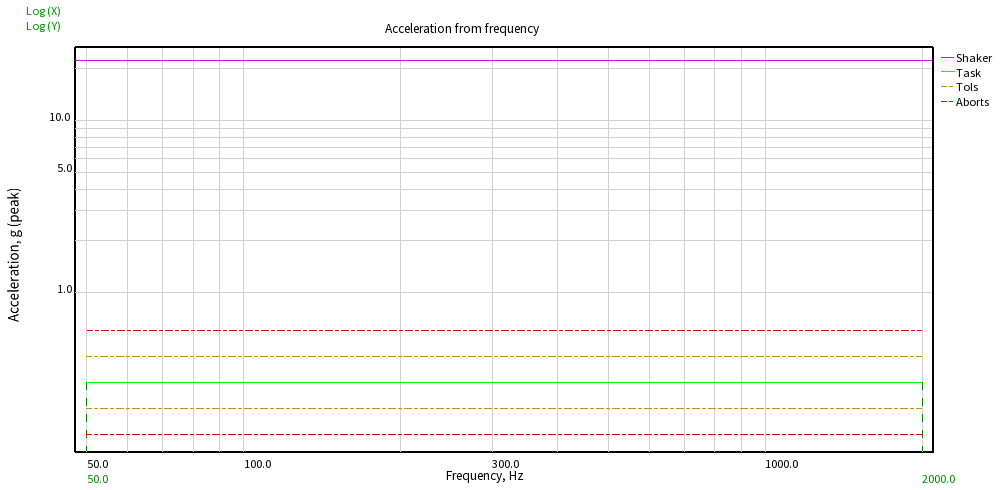 Log (X)
Log (Y)
Acceleration from frequency
Shaker
Task
Tols
Aborts
10.0
5.0
1.0
Acceleration, g (peak)
50.0 100.0 300.0 1000.0
Frequency, Hz
50.0 2000.0